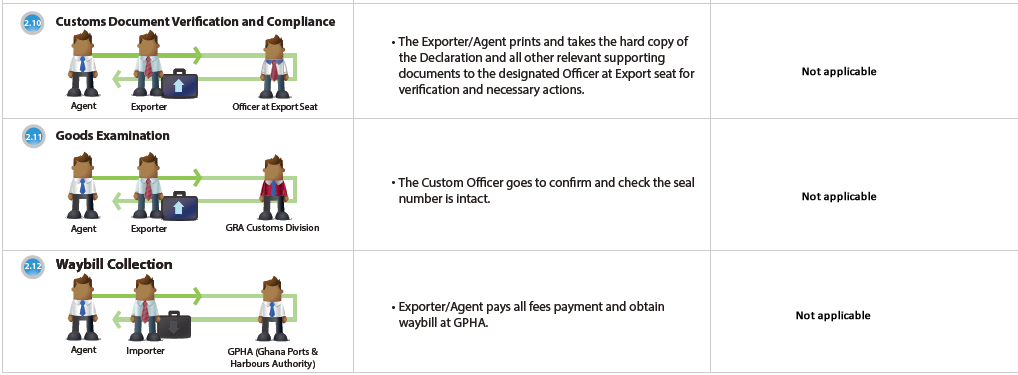 2.10
Customs Document Verification and Compliance
Agent
Exporter
Officer at Export Seat
• The Exporter/Agent prints and takes the hard copy of
the Declaration and all other relevant supporting
documents to the designated Officer at Export seat for
verification and necessary actions.
Not applicable
2.11
Goods Examination
Agent
Exporter
GRA Customs Division
• The Custom Officer goes to confirm and check the seal
number is intact.
Not applicable
2.12
Waybill Collection
Agent
Importer
GPHA (Ghana Ports &
Harbours Authority)
• Exporter/Agent pays all fees payment and obtain
waybill at GPHA.
Not applicable